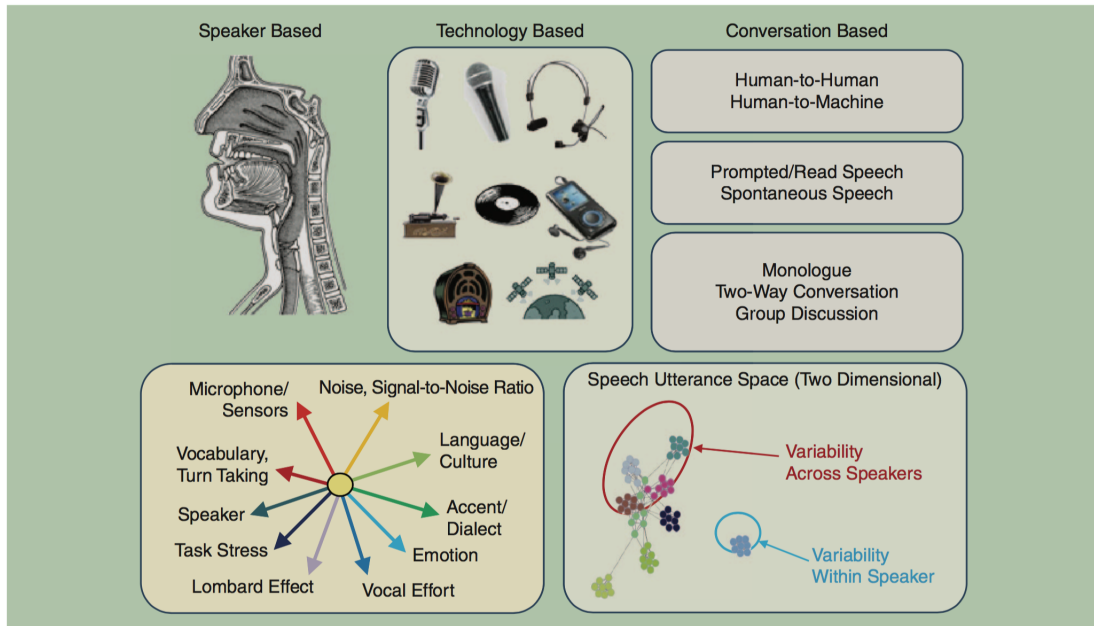 Speaker Based
Technology Based
Conversation Based
Human-to-Human
Human-to-Machine
Prompted/Read Speech
Spontaneous Speech
Monologue
Two-Way Conversation
Group Discussion
Microphone/
Sensors
Noise, Signal-to-Noise Ratio
Language/
Culture
Vocabulary,
Turn Taking
Speaker
Accent/
Dialect
Task Stress
Emotion
Lombard Effect
Vocal Effort
Speech Utterance Space (Two Dimensional)
Variability
Across Speakers
Variability
Within Speaker